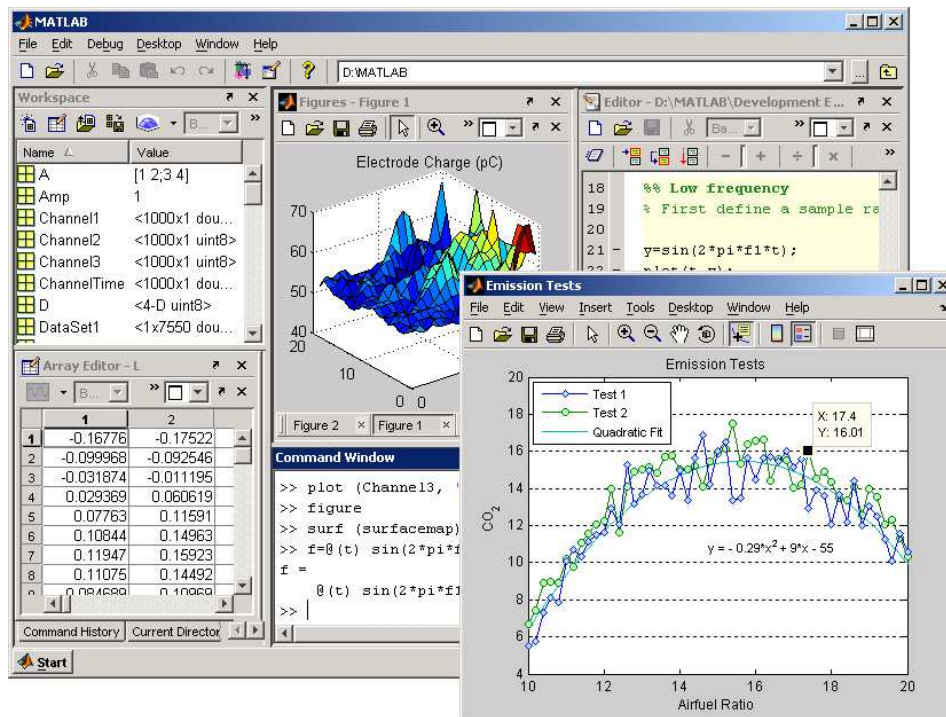 MATLAB
File Edit Debug Desktop Window Help
D:\MATLAB
Workspace
B...
Name Value
A [1 2;3 4]
Amp 1
Channel1 <1000x1 dou...
Channel2 <1000x1 uint8>
Channel3 <1000x1 uint8>
ChannelTime <1000x1 dou...
D <4-D uint8>
DataSet1 <1x7550 dou...
Array Editor - L
B...
1 2
1 -0.16776 -0.17522
2 -0.099968 -0.092546
3 -0.031874 -0.011195
4 0.029369 0.060619
5 0.07763 0.11591
6 0.10844 0.14963
7 0.11947 0.15923
8 0.11075 0.14492
9 0.084689 0.10969
Command History Current Director
Start
Figures - Figure 1
Electrode Charge (pC)
70
60
50
40
20
10
0 0
Figure 2 Figure 1
Command Window
>> plot (Channel3, '
>> figure
>> surf (surfacemap)
>> f=@(t) sin(2*pi*f
f =
@(t) sin(2*pi*f1
>>
Editor - D:\MATLAB\Development E...
Ba...
18 %% Low frequency
19 % First define a sample ra
20
21 - y=sin(2*pi*f1*t);
22 - plot(t,y);
Emission Tests
File Edit View Insert Tools Desktop Window Help
Emission Tests
20
18
16
14
12
10
8
6
4
CO2
Test 1
Test 2
Quadratic Fit
X: 17.4
Y: 16.01
y = - 0.29*x² + 9*x - 55
10 12 14 16 18 20
Airfuel Ratio